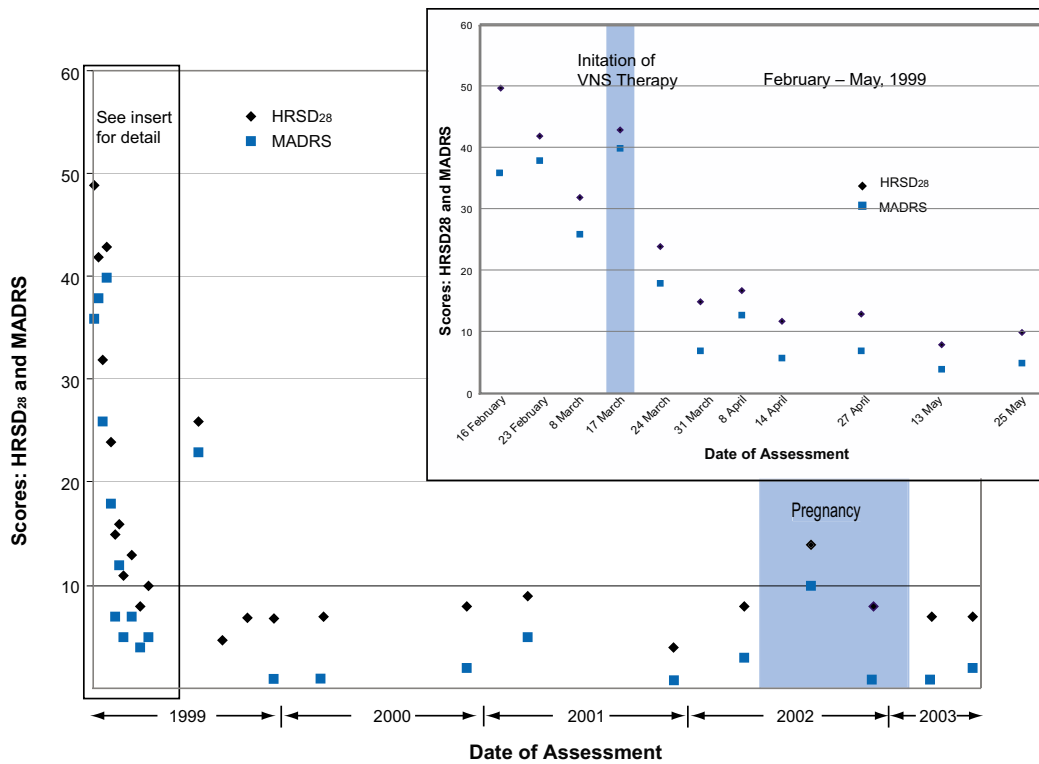 Scores: HRSD28 and MADRS
60
50
40
30
20
10
See insert
for detail
HRSD28
MADRS
Pregnancy
1999
2000
2001
2002
2003
Date of Assessment
Scores: HRSD28 and MADRS
60
50
40
30
20
10
0
Initation of
VNS Therapy
February – May, 1999
HRSD28
MADRS
16 February
23 February
8 March
17 March
24 March
31 March
8 April
14 April
27 April
13 May
25 May
Date of Assessment